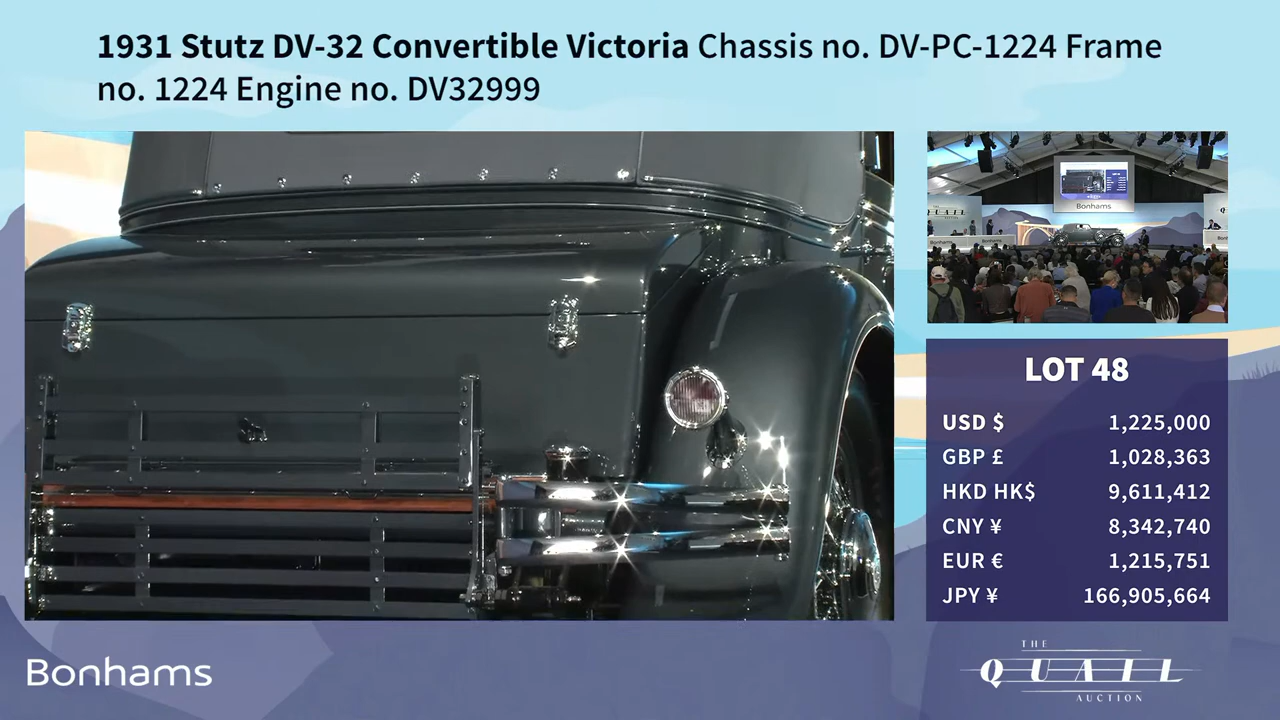 1931 Stutz DV-32 Convertible Victoria Chassis no. DV-PC-1224 Frame
no. 1224 Engine no. DV32999
Bonhams
LOT 48
USD $ 1,225,000
GBP £ 1,028,363
HKD HK$ 9,611,412
CNY ¥ 8,342,740
EUR € 1,215,751
JPY ¥ 166,905,664
Bonhams
THE
QUAIL
AUCTION